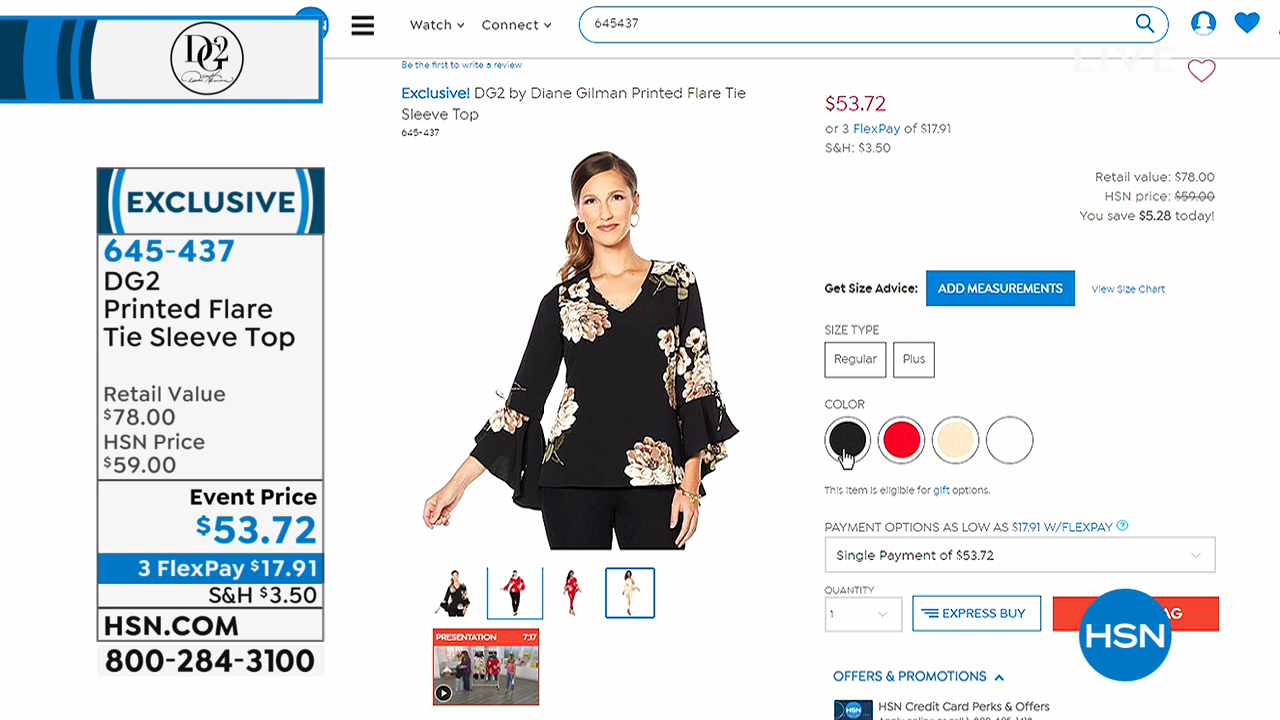 DG2
EXCLUSIVE
645-437
DG2
Printed Flare
Tie Sleeve Top
Retail Value
$78.00
HSN Price
$59.00
Event Price
$53.72
3 FlexPay $17.91
S&H $3.50
HSN.COM
800-284-3100
Watch
Connect
645437
LIVE
Be the first to write a review
Exclusive! DG2 by Diane Gilman Printed Flare Tie
Sleeve Top
645-437
PRESENTATION 7:17
$53.72
or 3 FlexPay of $17.91
S&H: $3.50
Retail value: $78.00
HSN price: $59.00
You save $5.28 today!
Get Size Advice: ADD MEASUREMENTS View Size Chart
SIZE TYPE
Regular Plus
COLOR
This item is eligible for gift options.
PAYMENT OPTIONS AS LOW AS $17.91 W/FLEXPAY ?
Single Payment of $53.72
QUANTITY
1
EXPRESS BUY
AG
HSN
OFFERS & PROMOTIONS
HSN
HSN Credit Card Perks & Offers